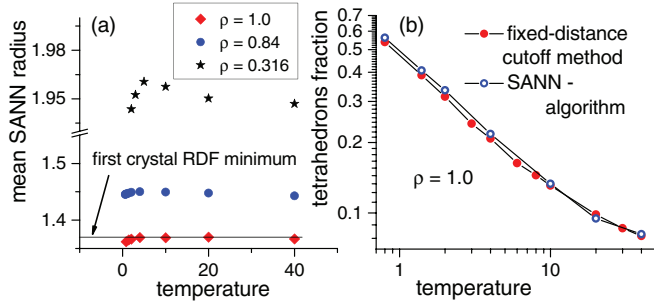 (a)
ρ = 1.0
ρ = 0.84
ρ = 0.316
mean SANN radius
1.98
1.95
1.5
1.4
first crystal RDF minimum
0
20
40
temperature
(b)
fixed-distance
cutoff method
SANN -
algorithm
tetrahedrons fraction
0.7
0.6
0.5
0.4
0.3
0.2
0.1
ρ = 1.0
1
10
temperature